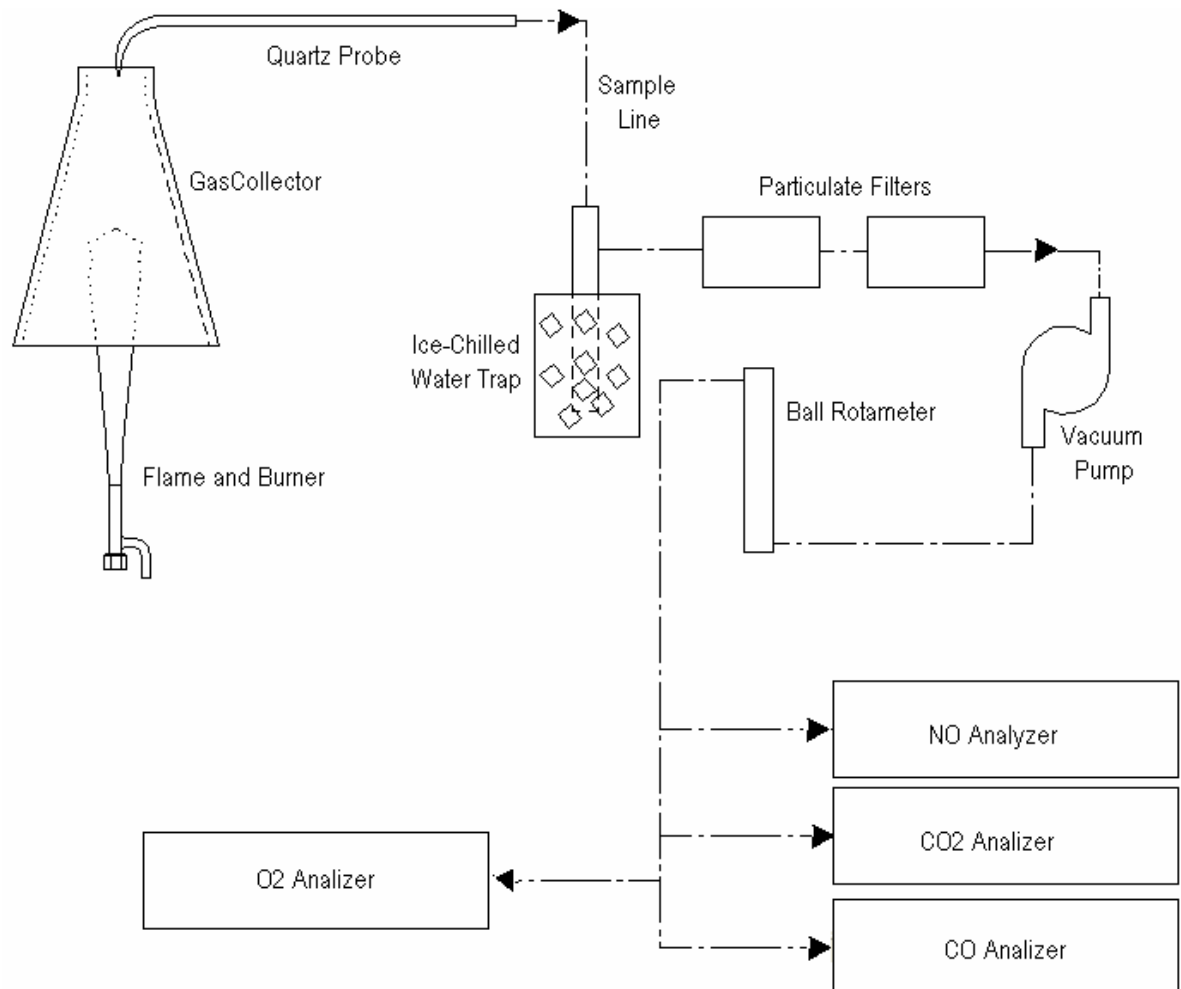 Quartz Probe
Sample
Line
GasCollector
Particulate Filters
Ice-Chilled
Water Trap
Ball Rotameter
Vacuum
Pump
Flame and Burner
NO Analyzer
CO2 Analizer
O2 Analizer
CO Analizer